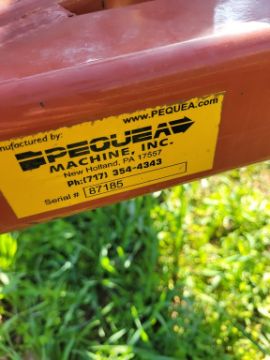 www.PEQUEA.com
nufactured by:
PEQUEA
MACHINE, INC.
New Holland, PA 17557
Ph:(717) 354-4343
Serial # 87185